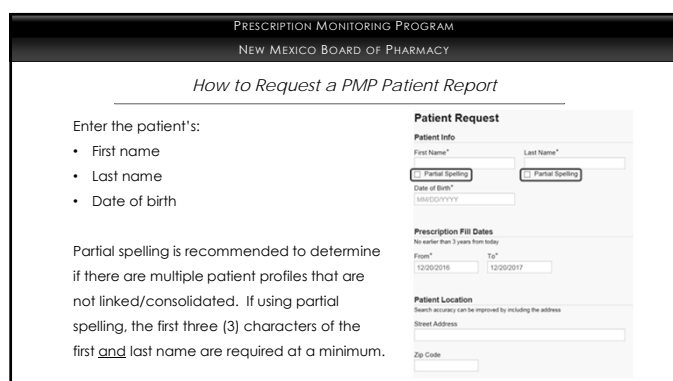 PRESCRIPTION MONITORING PROGRAM
NEW MEXICO BOARD OF PHARMACY
How to Request a PMP Patient Report
Enter the patient's:
• First name
• Last name
• Date of birth
Partial spelling is recommended to determine
if there are multiple patient profiles that are
not linked/consolidated. If using partial
spelling, the first three (3) characters of the
first and last name are required at a minimum.
Patient Request
Patient Info
First Name* Last Name*
Partial Spelling Partial Spelling
Date of Birth*
MM/DD/YYYY
Prescription Fill Dates
No earlier than 3 years from today
From* To*
12/20/2016 12/20/2017
Patient Location
Search accuracy can be improved by including the address
Street Address
Zip Code